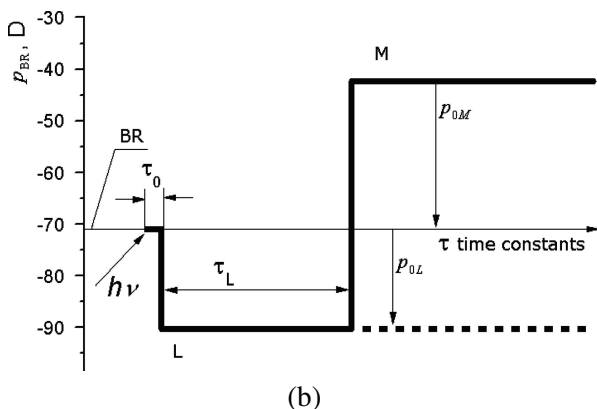 -30
-40
-50
-60
-70
-80
-90
p_BR, D
M
p_0M
BR
τ_0
τ time constants
p_0L
hν
τ_L
L
(b)